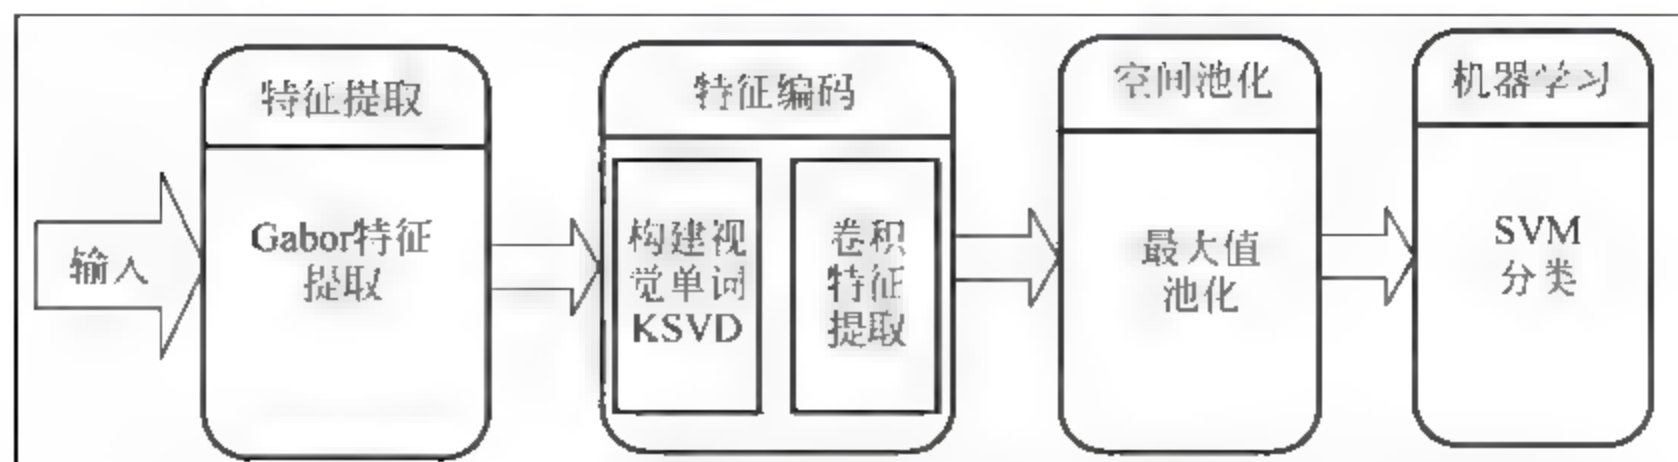 输入
特征提取
Gabor特征
提取
特征编码
构建视
觉单词
KSVD
卷积
特征
提取
空间池化
最大值
池化
机器学习
SVM
分类